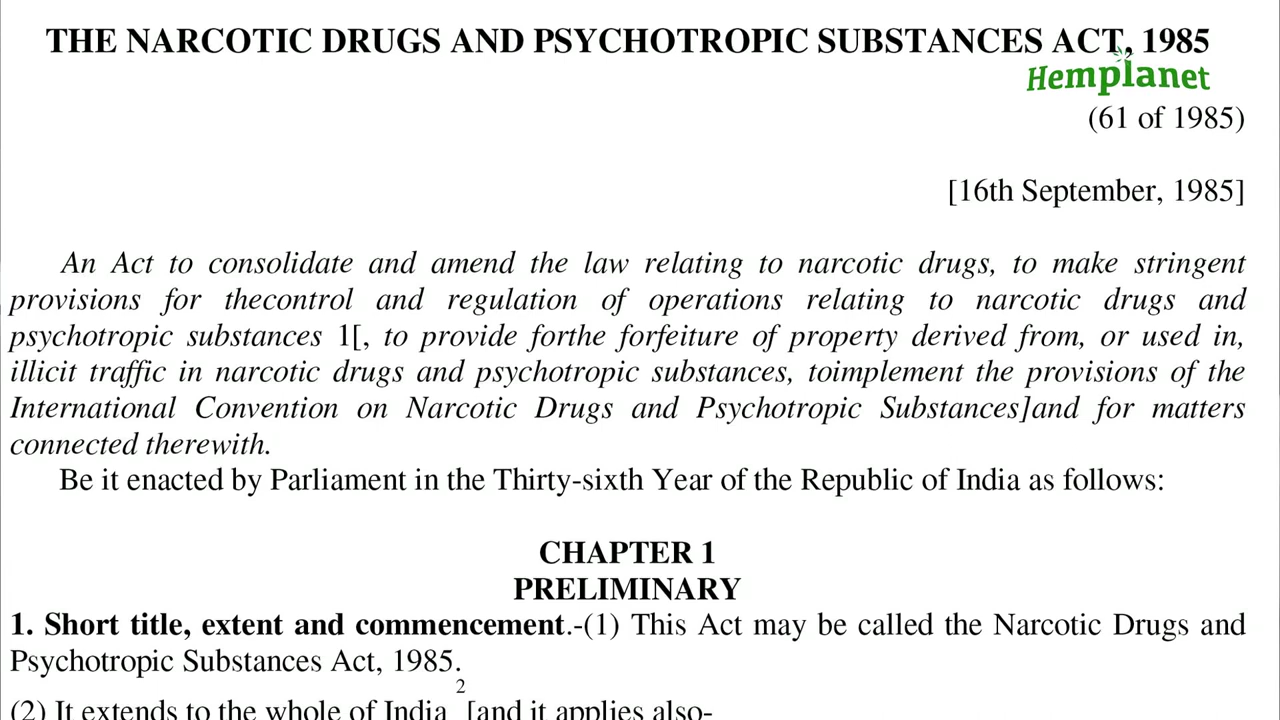 THE NARCOTIC DRUGS AND PSYCHOTROPIC SUBSTANCES ACT, 1985
Hemplanet
(61 of 1985)
[16th September, 1985]
An Act to consolidate and amend the law relating to narcotic drugs, to make stringent
provisions for thecontrol and regulation of operations relating to narcotic drugs and
psychotropic substances 1[, to provide forthe forfeiture of property derived from, or used in,
illicit traffic in narcotic drugs and psychotropic substances, toimplement the provisions of the
International Convention on Narcotic Drugs and Psychotropic Substances]and for matters
connected therewith.
Be it enacted by Parliament in the Thirty-sixth Year of the Republic of India as follows:
CHAPTER 1
PRELIMINARY
1. Short title, extent and commencement.-(1) This Act may be called the Narcotic Drugs and
Psychotropic Substances Act, 1985.
(2) It extends to the whole of India 2[and it applies also-